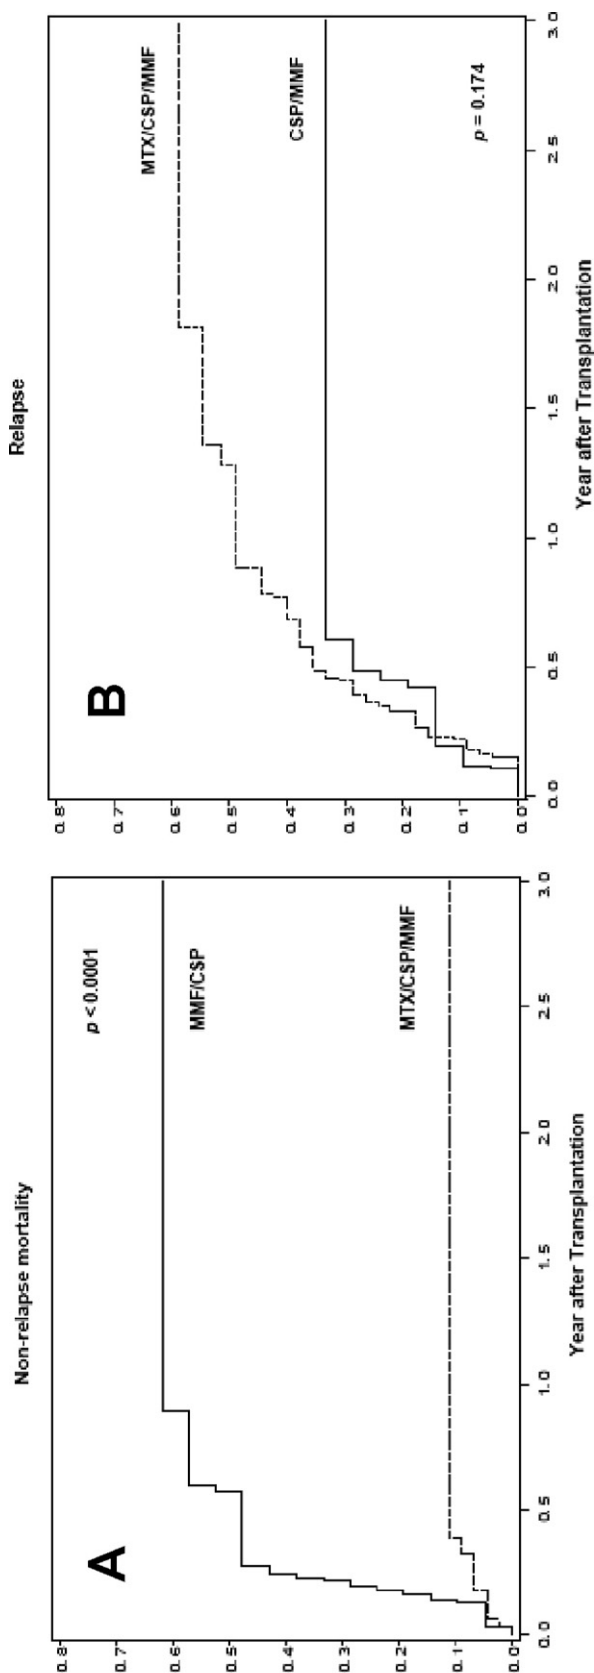 Non-relapse mortality
A
p < 0.0001
MMF/CSP
MTX/CSP/MMF
0.8
0.7
0.6
0.5
0.4
0.3
0.2
0.1
0.0
0.0 0.5 1.0 1.5 2.0 2.5 3.0
Year after Transplantation
Relapse
B
MTX/CSP/MMF
CSP/MMF
p = 0.174
0.8
0.7
0.6
0.5
0.4
0.3
0.2
0.1
0.0
0.0 0.5 1.0 1.5 2.0 2.5 3.0
Year after Transplantation